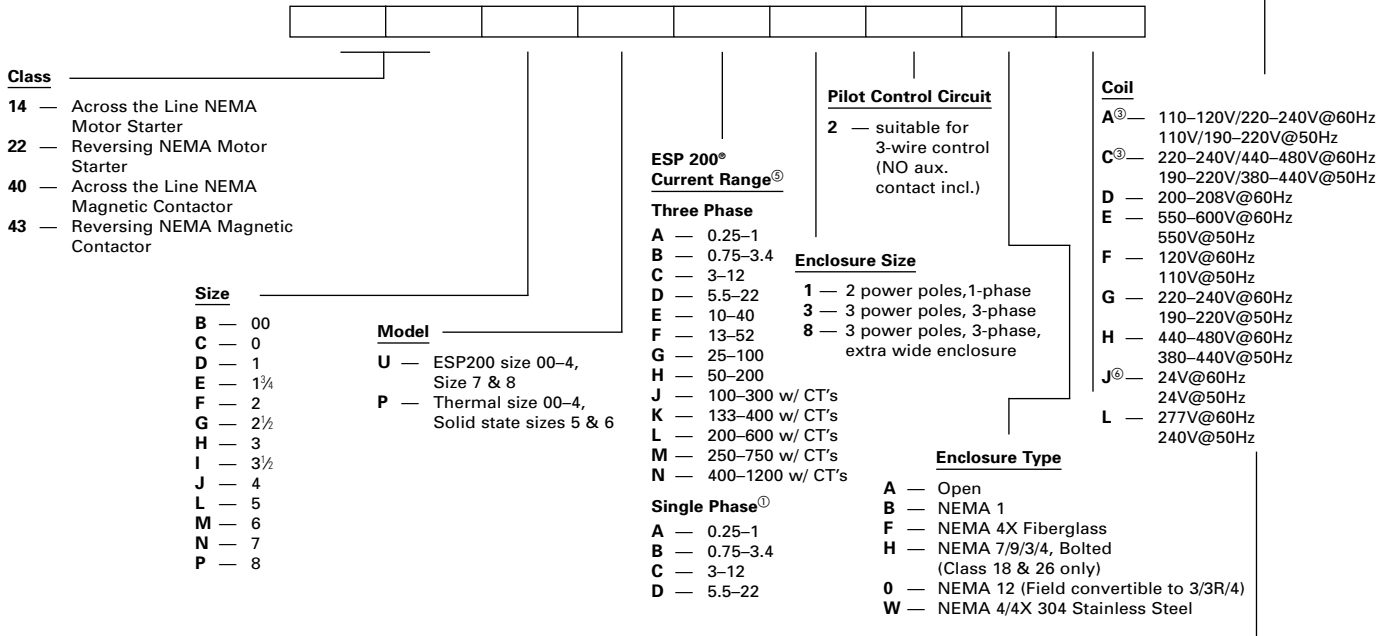 Class
14 — Across the Line NEMA
Motor Starter
22 — Reversing NEMA Motor
Starter
40 — Across the Line NEMA
Magnetic Contactor
43 — Reversing NEMA Magnetic
Contactor
Size
B — 00
C — 0
D — 1
E — 1¾
F — 2
G — 2½
H — 3
I — 3½
J — 4
L — 5
M — 6
N — 7
P — 8
Model
U — ESP200 size 00–4,
Size 7 & 8
P — Thermal size 00–4,
Solid state sizes 5 & 6
ESP 200®
Current Range⑤
Three Phase
A — 0.25–1
B — 0.75–3.4
C — 3–12
D — 5.5–22
E — 10–40
F — 13–52
G — 25–100
H — 50–200
J — 100–300 w/ CT's
K — 133–400 w/ CT's
L — 200–600 w/ CT's
M — 250–750 w/ CT's
N — 400–1200 w/ CT's
Single Phase①
A — 0.25–1
B — 0.75–3.4
C — 3–12
D — 5.5–22
Enclosure Size
1 — 2 power poles,1-phase
3 — 3 power poles, 3-phase
8 — 3 power poles, 3-phase,
extra wide enclosure
Pilot Control Circuit
2 — suitable for
3-wire control
(NO aux.
contact incl.)
Enclosure Type
A — Open
B — NEMA 1
F — NEMA 4X Fiberglass
H — NEMA 7/9/3/4, Bolted
(Class 18 & 26 only)
0 — NEMA 12 (Field convertible to 3/3R/4)
W — NEMA 4/4X 304 Stainless Steel
Coil
A③— 110–120V/220–240V@60Hz
110V/190–220V@50Hz
C③— 220–240V/440–480V@60Hz
190–220V/380–440V@50Hz
D — 200–208V@60Hz
E — 550–600V@60Hz
550V@50Hz
F — 120V@60Hz
110V@50Hz
G — 220–240V@60Hz
190–220V@50Hz
H — 440–480V@60Hz
380–440V@50Hz
J⑥— 24V@60Hz
24V@50Hz
L — 277V@60Hz
240V@50Hz